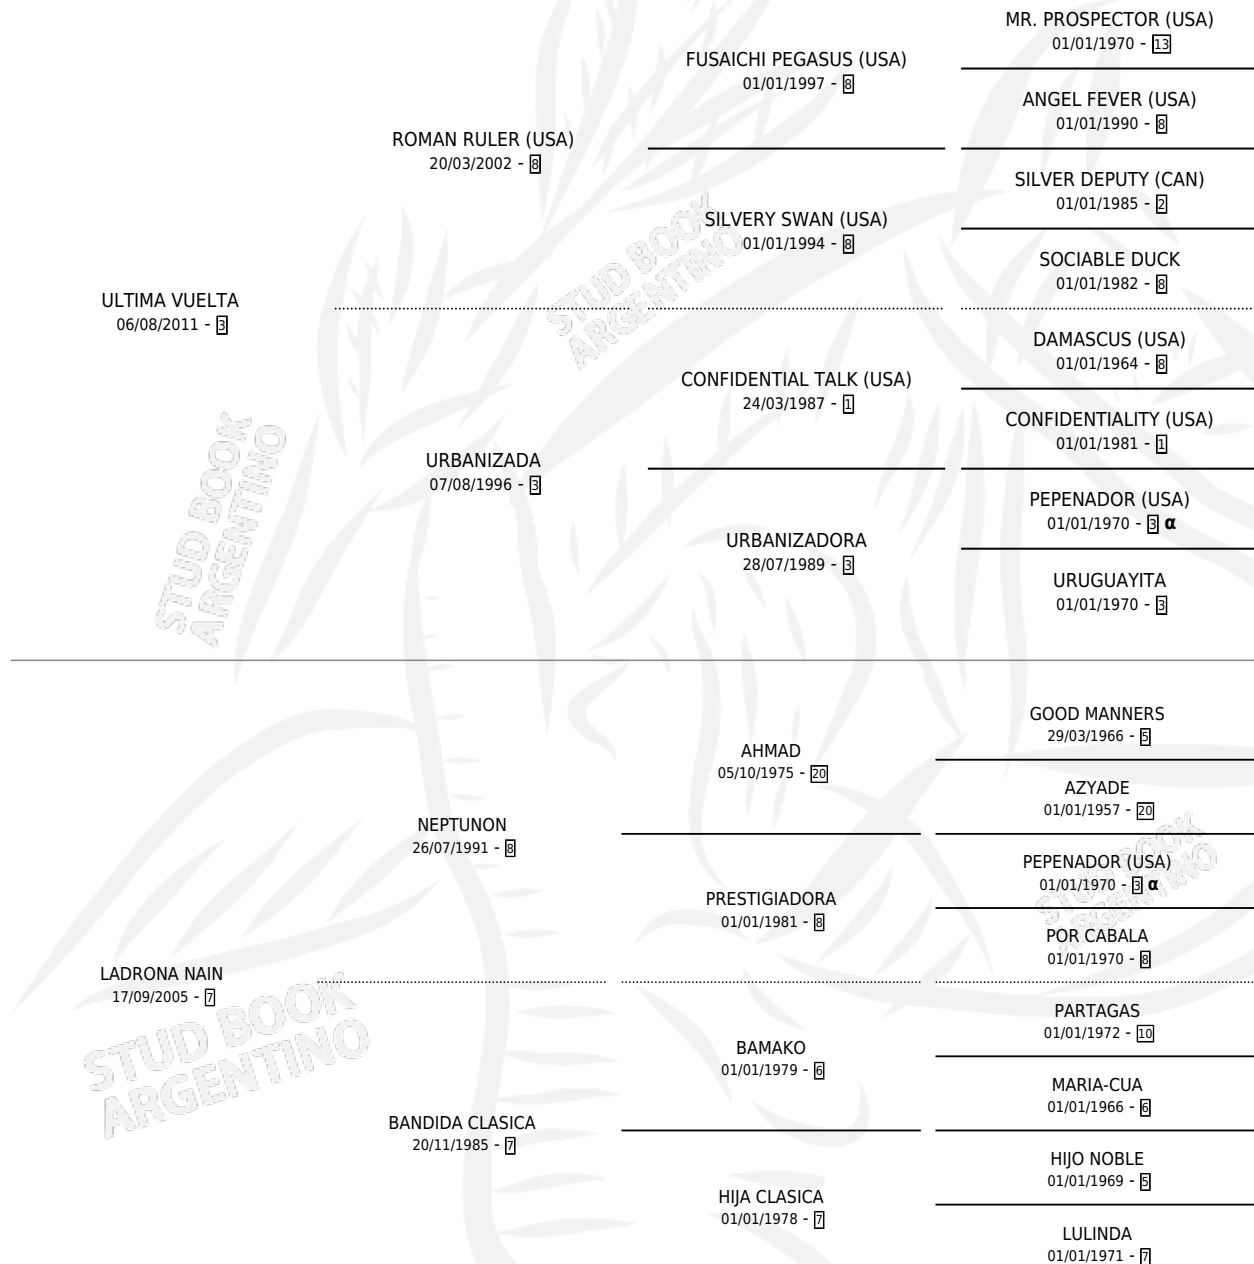 MR. PROSPECTOR (USA)
01/01/1970 - 13
FUSAICHI PEGASUS (USA)
01/01/1997 - 8
ANGEL FEVER (USA)
01/01/1990 - 8
ROMAN RULER (USA)
20/03/2002 - 8
SILVER DEPUTY (CAN)
01/01/1985 - 2
SILVERY SWAN (USA)
01/01/1994 - 8
SOCIABLE DUCK
01/01/1982 - 8
ULTIMA VUELTA
06/08/2011 - 3
STUD BOOK
ARGENTINO
DAMASCUS (USA)
01/01/1964 - 8
CONFIDENTIAL TALK (USA)
24/03/1987 - 1
CONFIDENTIALITY (USA)
01/01/1981 - 1
URBANIZADA
07/08/1996 - 3
PEPENADOR (USA)
01/01/1970 - 3 α
URBANIZADORA
28/07/1989 - 3
URUGUAYITA
01/01/1970 - 3
STUD BOOK
ARGENTINO
GOOD MANNERS
29/03/1966 - 5
AHMAD
05/10/1975 - 20
AZYADE
01/01/1957 - 20
NEPTUNON
26/07/1991 - 8
PEPENADOR (USA)
01/01/1970 - 3 α
PRESTIGIADORA
01/01/1981 - 8
POR CABALA
01/01/1970 - 8
STUD BOOK
ARGENTINO
LADRONA NAIN
17/09/2005 - 7
PARTAGAS
01/01/1972 - 10
BAMAKO
01/01/1979 - 6
MARIA-CUA
01/01/1966 - 6
BANDIDA CLASICA
20/11/1985 - 7
HIJO NOBLE
01/01/1969 - 5
HIJA CLASICA
01/01/1978 - 7
LULINDA
01/01/1971 - 7
STUD BOOK
ARGENTINO